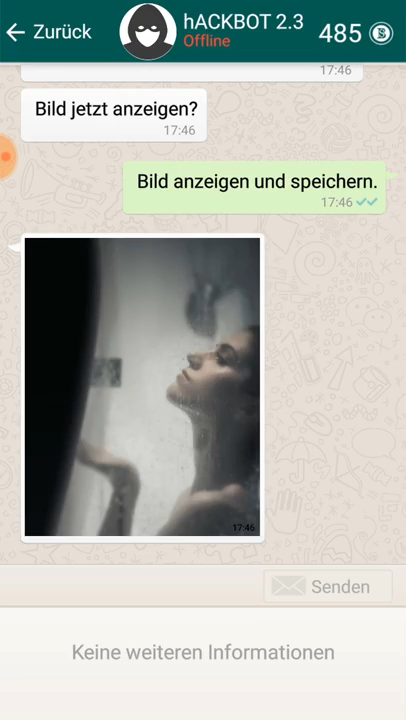 Zurück
hACKBOT 2.3
Offline
485
17:46
Bild jetzt anzeigen?
17:46
Bild anzeigen und speichern.
17:46
17:46
Senden
Keine weiteren Informationen